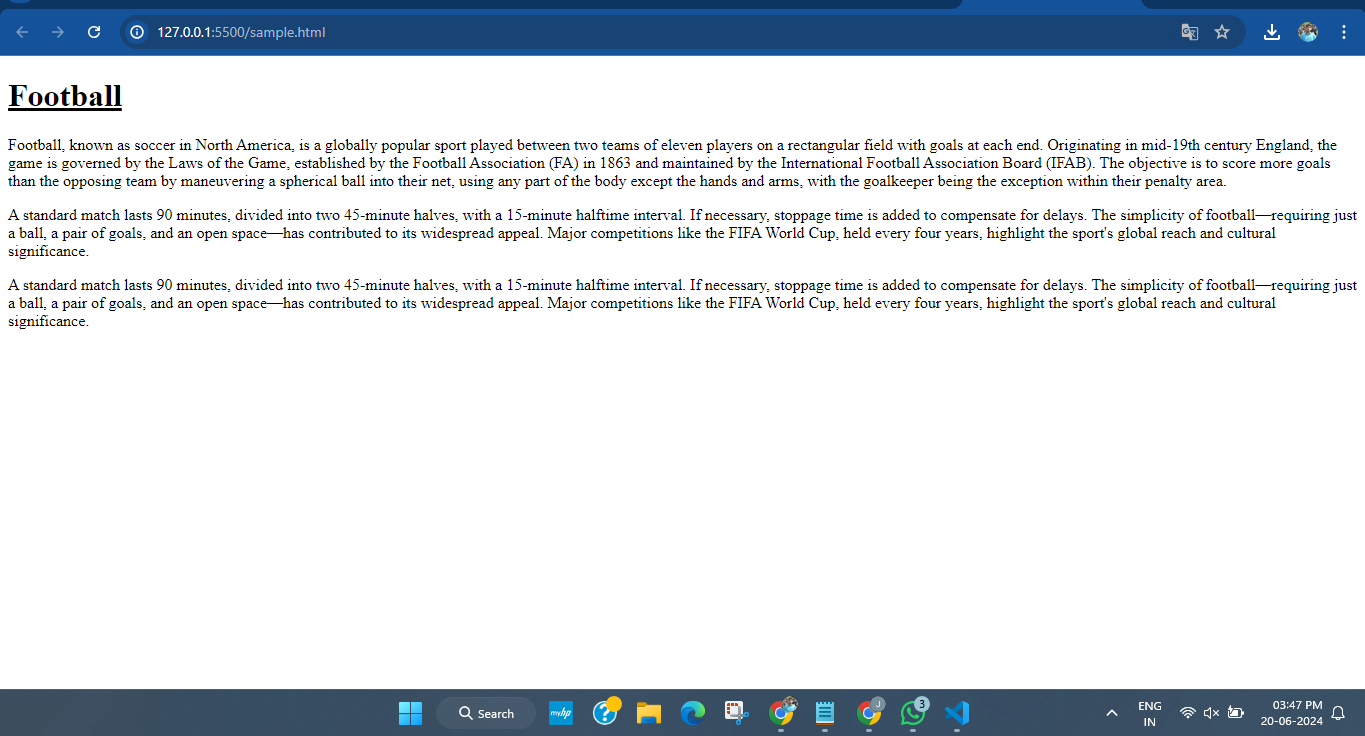 127.0.0.1:5500/sample.html
Football
Football, known as soccer in North America, is a globally popular sport played between two teams of eleven players on a rectangular field with goals at each end. Originating in mid-19th century England, the
game is governed by the Laws of the Game, established by the Football Association (FA) in 1863 and maintained by the International Football Association Board (IFAB). The objective is to score more goals
than the opposing team by maneuvering a spherical ball into their net, using any part of the body except the hands and arms, with the goalkeeper being the exception within their penalty area.
A standard match lasts 90 minutes, divided into two 45-minute halves, with a 15-minute halftime interval. If necessary, stoppage time is added to compensate for delays. The simplicity of football—requiring just
a ball, a pair of goals, and an open space—has contributed to its widespread appeal. Major competitions like the FIFA World Cup, held every four years, highlight the sport's global reach and cultural
significance.
A standard match lasts 90 minutes, divided into two 45-minute halves, with a 15-minute halftime interval. If necessary, stoppage time is added to compensate for delays. The simplicity of football—requiring just
a ball, a pair of goals, and an open space—has contributed to its widespread appeal. Major competitions like the FIFA World Cup, held every four years, highlight the sport's global reach and cultural
significance.
Search
myhp
J
3
ENG
IN
03:47 PM
20-06-2024